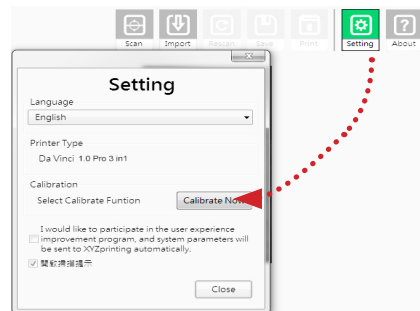 Scan Import Rescan Save Print Setting About
Setting
Language
English
Printer Type
Da Vinci 1.0 Pro 3 in1
Calibration
Select Calibrate Funtion Calibrate Now
I would like to participate in the user experience
improvement program, and system parameters will
be sent to XYZprinting automatically.
開啟掃描提示
Close